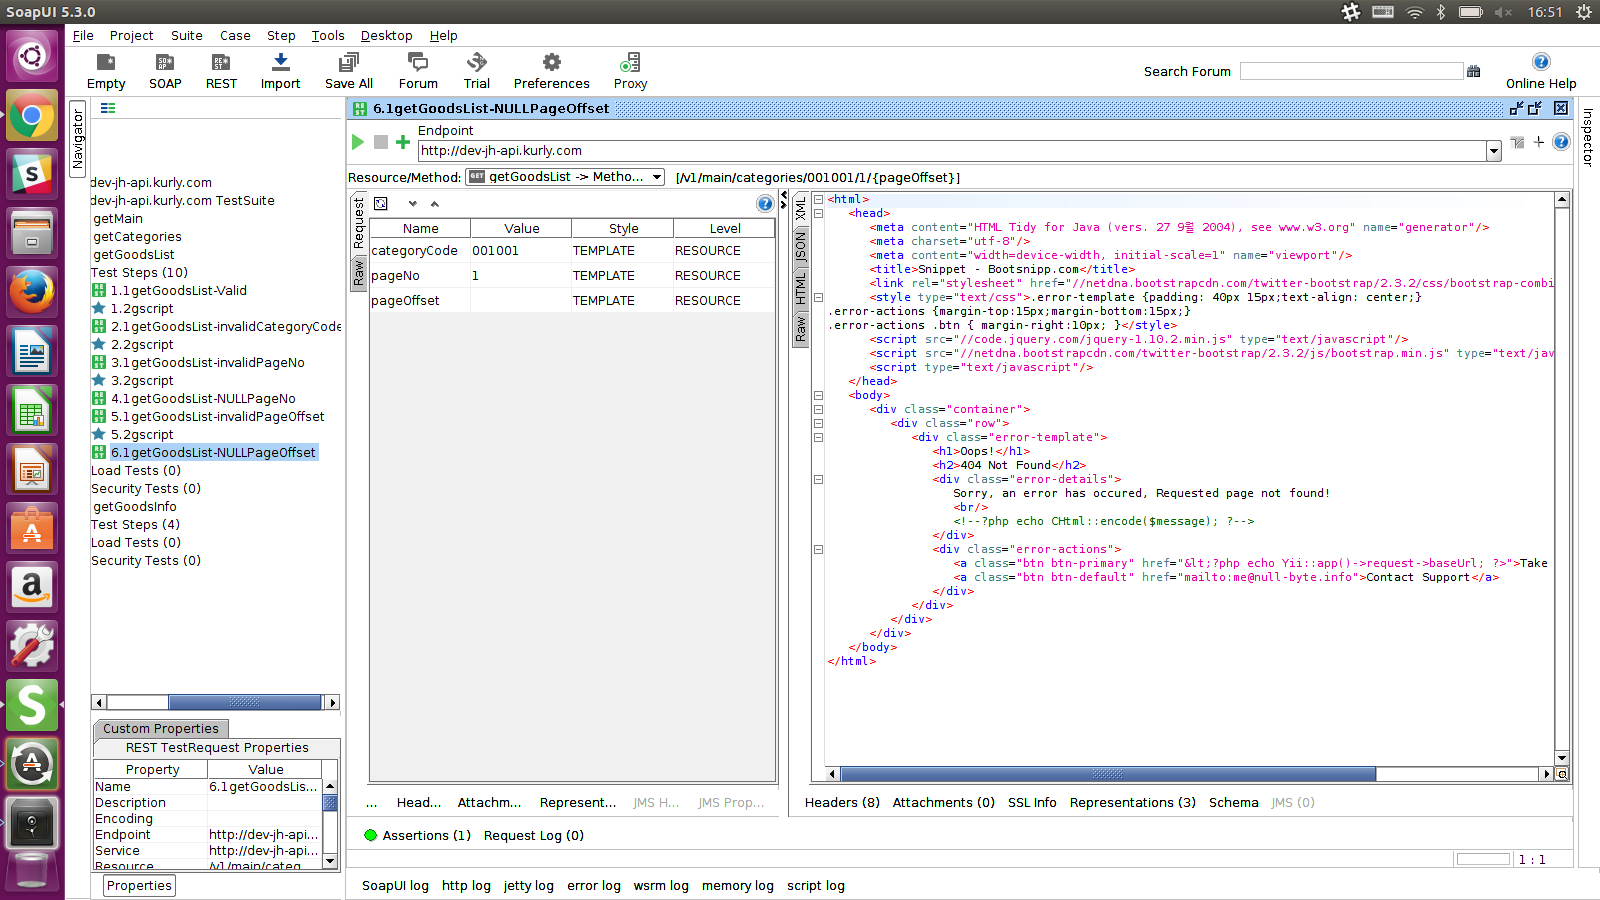 SoapUI 5.3.0
16:51
File Project Suite Case Step Tools Desktop Help
Empty SOAP REST Import Save All Forum Trial Preferences Proxy
Search Forum
Online Help
Navigator
dev-jh-api.kurly.com
dev-jh-api.kurly.com TestSuite
getMain
getCategories
getGoodsList
Test Steps (10)
1.1getGoodsList-Valid
1.2gscript
2.1getGoodsList-invalidCategoryCode
2.2gscript
3.1getGoodsList-invalidPageNo
3.2gscript
4.1getGoodsList-NULLPageNo
5.1getGoodsList-invalidPageOffset
5.2gscript
6.1getGoodsList-NULLPageOffset
Load Tests (0)
Security Tests (0)
getGoodsInfo
Test Steps (4)
Load Tests (0)
Security Tests (0)
Custom Properties
REST TestRequest Properties
Property Value
Name 6.1getGoodsLis...
Description
Encoding
Endpoint http://dev-jh-api...
Service http://dev-jh-api...
Resource /v1/main/categ
Properties
6.1getGoodsList-NULLPageOffset
Endpoint
http://dev-jh-api.kurly.com
Resource/Method: GET getGoodsList -> Metho... [/v1/main/categories/001001/1/{pageOffset}]
Request
Raw
Name Value Style Level
categoryCode 001001 TEMPLATE RESOURCE
pageNo 1 TEMPLATE RESOURCE
pageOffset TEMPLATE RESOURCE
... Head... Attachm... Represent... JMS H... JMS Prop...
XML
JSON
HTML
Raw
<html>
<head>
<meta content="HTML Tidy for Java (vers. 27 9월 2004), see www.w3.org" name="generator"/>
<meta charset="utf-8"/>
<meta content="width=device-width, initial-scale=1" name="viewport"/>
<title>Snippet - Bootsnipp.com</title>
<link rel="stylesheet" href="//netdna.bootstrapcdn.com/twitter-bootstrap/2.3.2/css/bootstrap-combi
<style type="text/css">.error-template {padding: 40px 15px;text-align: center;}
.error-actions {margin-top:15px;margin-bottom:15px;}
.error-actions .btn { margin-right:10px; }</style>
<script src="//code.jquery.com/jquery-1.10.2.min.js" type="text/javascript"/>
<script src="//netdna.bootstrapcdn.com/twitter-bootstrap/2.3.2/js/bootstrap.min.js" type="text/jav
<script type="text/javascript"/>
</head>
<body>
<div class="container">
<div class="row">
<div class="error-template">
<h1>Oops!</h1>
<h2>404 Not Found</h2>
<div class="error-details">
Sorry, an error has occured, Requested page not found!
<br/>
<!--?php echo CHtml::encode($message); ?-->
</div>
<div class="error-actions">
<a class="btn btn-primary" href="&lt;?php echo Yii::app()->request->baseUrl; ?>">Take
<a class="btn btn-default" href="mailto:me@null-byte.info">Contact Support</a>
</div>
</div>
</div>
</div>
</body>
</html>
Headers (8) Attachments (0) SSL Info Representations (3) Schema JMS (0)
Assertions (1) Request Log (0)
1 : 1
SoapUI log http log jetty log error log wsrm log memory log script log
Inspector